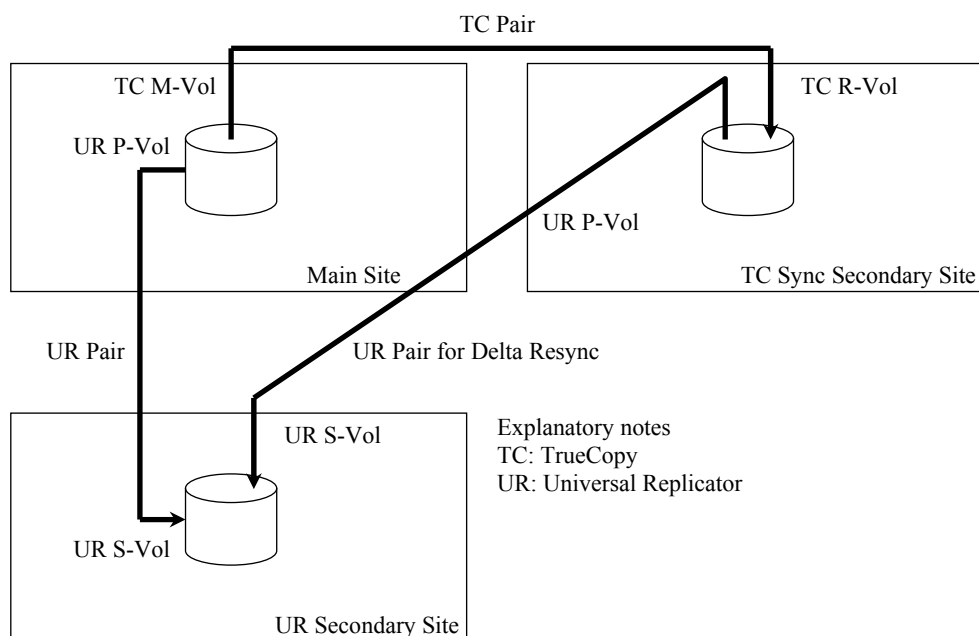 TC Pair
TC M-Vol
TC R-Vol
UR P-Vol
UR P-Vol
Main Site
TC Sync Secondary Site
UR Pair
UR Pair for Delta Resync
UR S-Vol
Explanatory notes
TC: TrueCopy
UR: Universal Replicator
UR S-Vol
UR Secondary Site